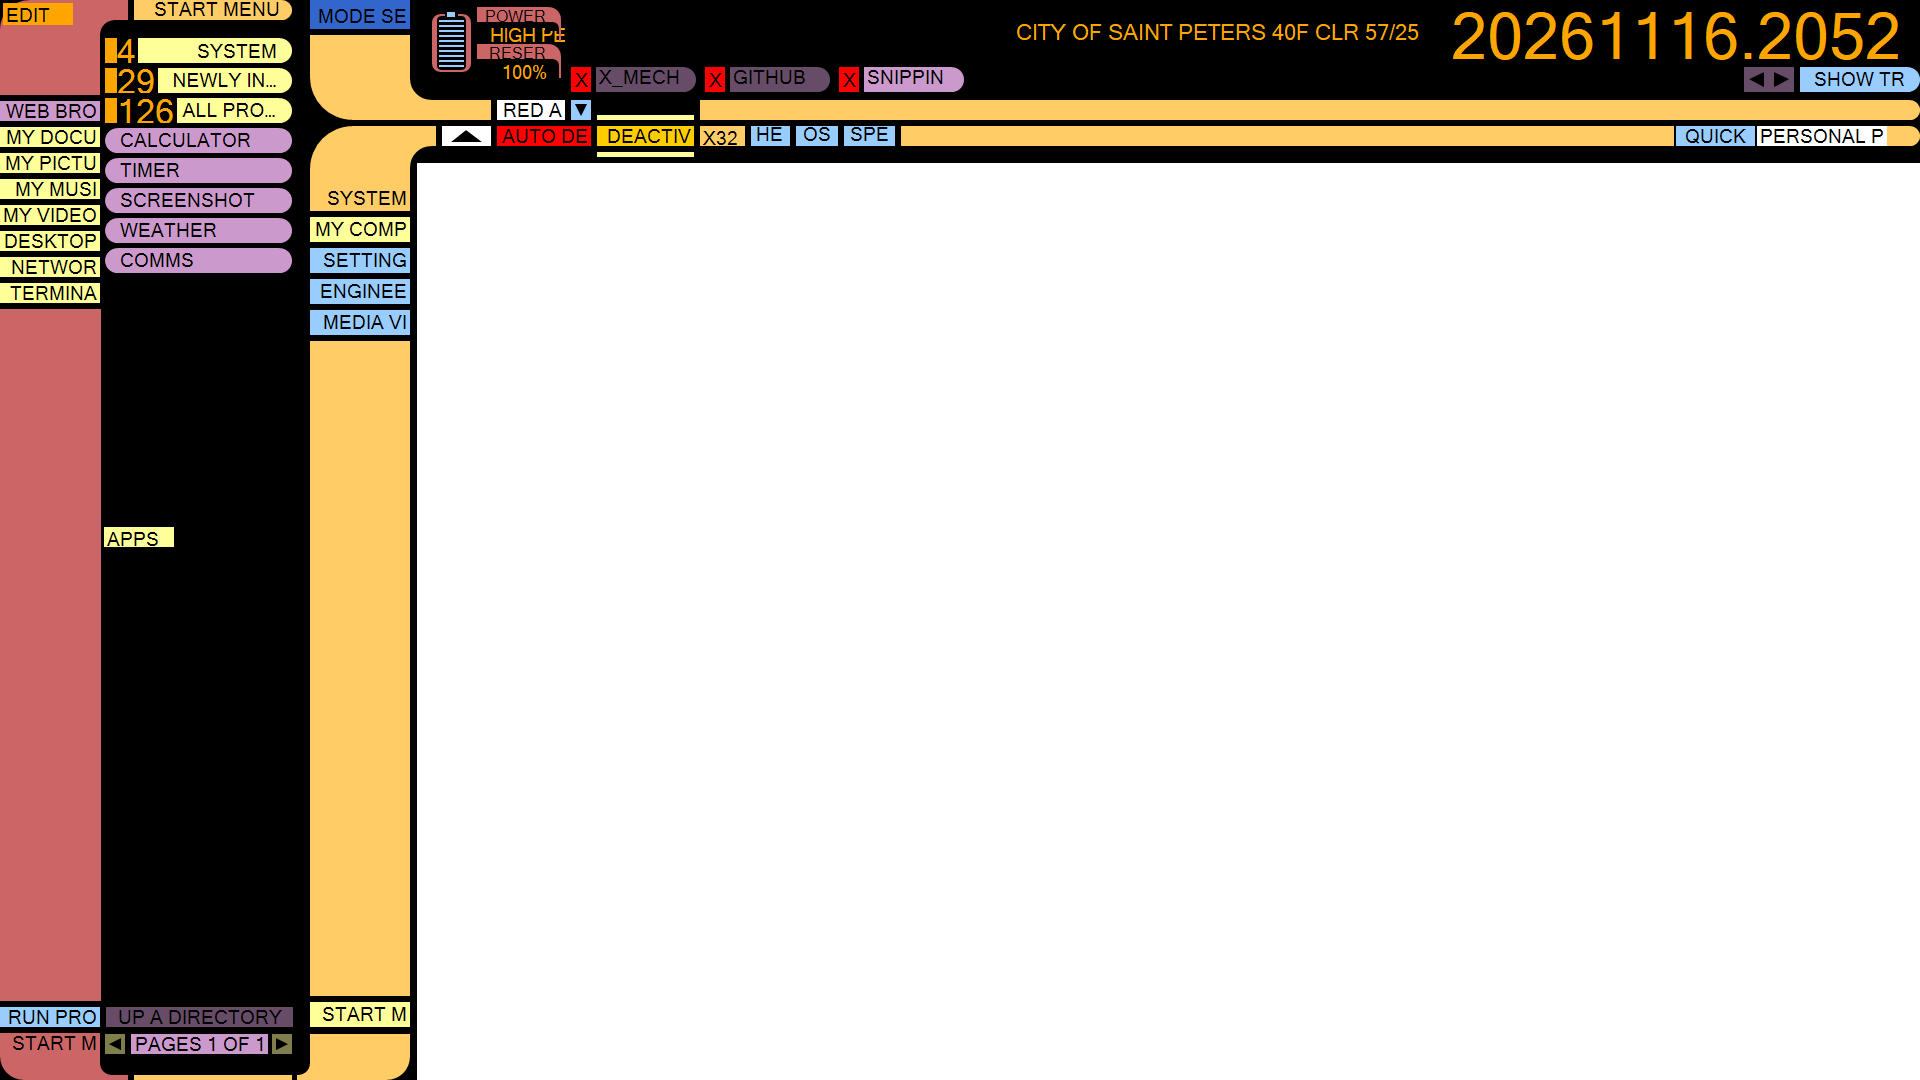 EDIT
START MENU
4 SYSTEM
29 NEWLY IN...
126 ALL PRO...
WEB BRO
MY DOCU
MY PICTU
MY MUSI
MY VIDEO
DESKTOP
NETWOR
TERMINA
CALCULATOR
TIMER
SCREENSHOT
WEATHER
COMMS
APPS
RUN PRO
START M
UP A DIRECTORY
PAGES 1 OF 1
MODE SE
SYSTEM
MY COMP
SETTING
ENGINEE
MEDIA VI
START M
POWER
HIGH PE
RESER
100%
X X_MECH
X GITHUB
X SNIPPIN
CITY OF SAINT PETERS 40F CLR 57/25
20261116.2052
SHOW TR
RED A
AUTO DE
DEACTIV
X32
HE
OS
SPE
QUICK
PERSONAL P